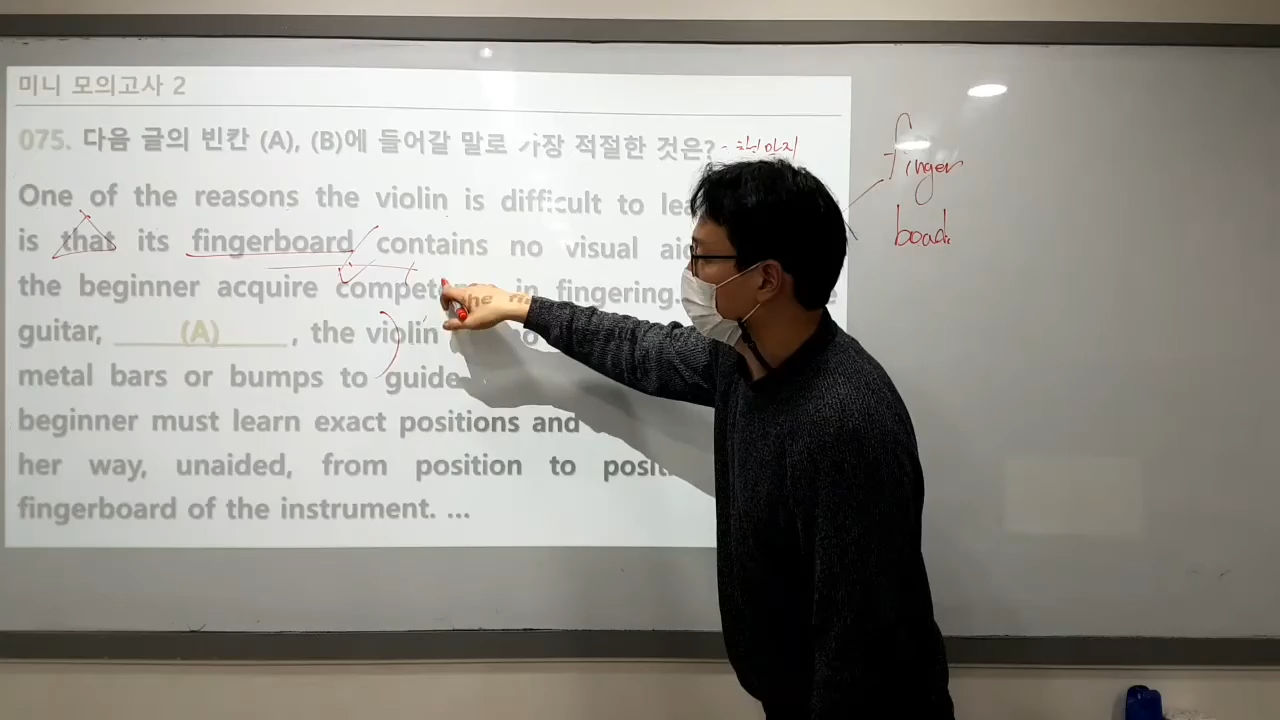 미니 모의고사 2
075. 다음 글의 빈칸 (A), (B)에 들어갈 말로 가장 적절한 것은?
One of the reasons the violin is difficult to
is that its fingerboard contains no visual
the beginner acquire in fingering.
guitar, (A) , the violin
metal bars or bumps to guide
beginner must learn exact positions and
her way, unaided, from position to
fingerboard of the instrument. ...
f
finger
board